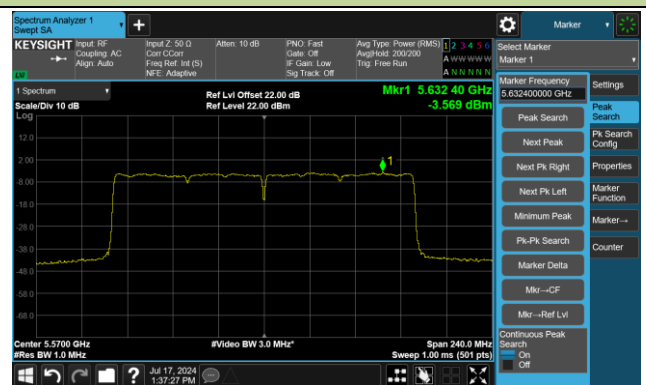 Spectrum Analyzer 1
Swept SA
+
Marker
KEYSIGHT
Input: RF
Coupling: AC
Align: Auto
Input Z: 50 Ω
Corr CCorr
Freq Ref: Int (S)
NFE: Adaptive
Atten: 10 dB
PNO: Fast
Gate: Off
IF Gain: Low
Sig Track: Off
Avg Type: Power (RMS)
Avg|Hold: 200/200
Trig: Free Run
1 2 3 4 5 6
A W W W W W
A N N N N N
LXI
Select Marker
Marker 1
1 Spectrum
Scale/Div 10 dB
Log
Ref Lvl Offset 22.00 dB
Ref Level 22.00 dBm
Mkr1 5.632 40 GHz
-3.569 dBm
12.0
2.00
-8.00
-18.0
-28.0
-38.0
-48.0
-58.0
-68.0
1
Center 5.5700 GHz
#Res BW 1.0 MHz
#Video BW 3.0 MHz*
Span 240.0 MHz
Sweep 1.00 ms (501 pts)
Marker Frequency
5.632400000 GHz
Peak Search
Next Peak
Next Pk Right
Next Pk Left
Minimum Peak
Pk-Pk Search
Marker Delta
Mkr→CF
Mkr→Ref Lvl
Continuous Peak
Search
On
Off
Settings
Peak
Search
Pk Search
Config
Properties
Marker
Function
Marker→
Counter
?
Jul 17, 2024
1:37:27 PM